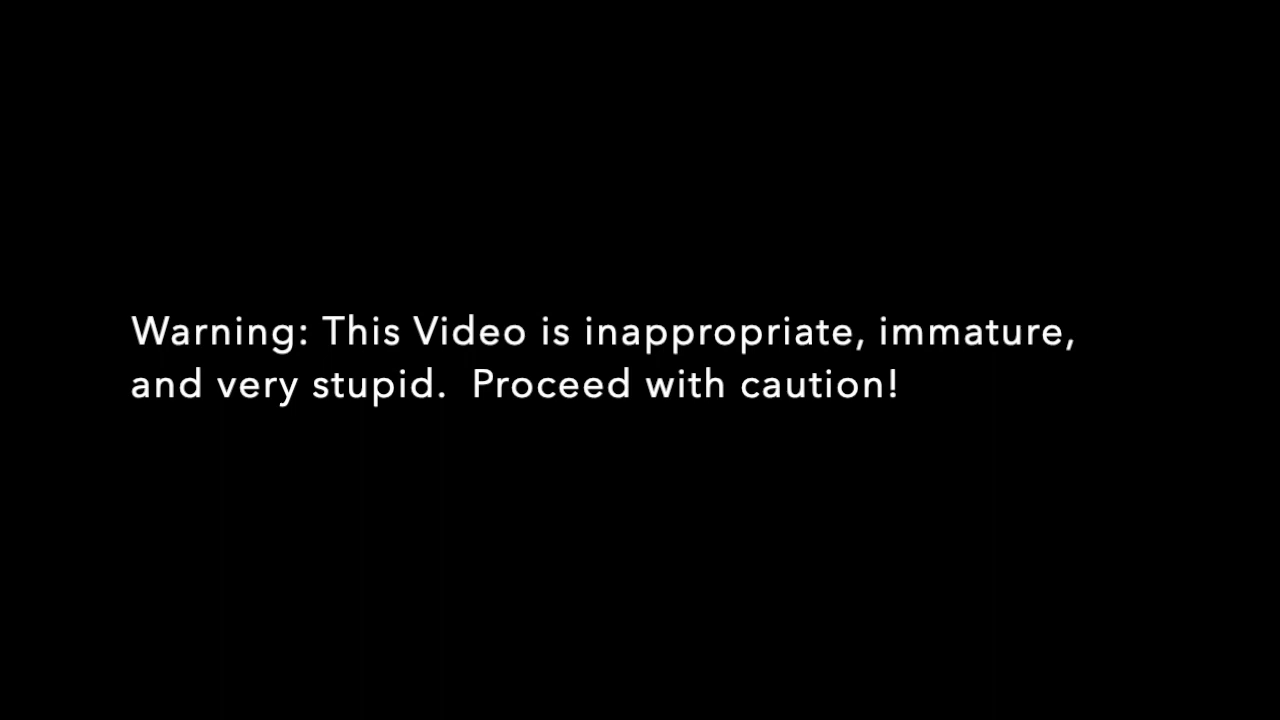 Warning: This Video is inappropriate, immature,
and very stupid.  Proceed with caution!